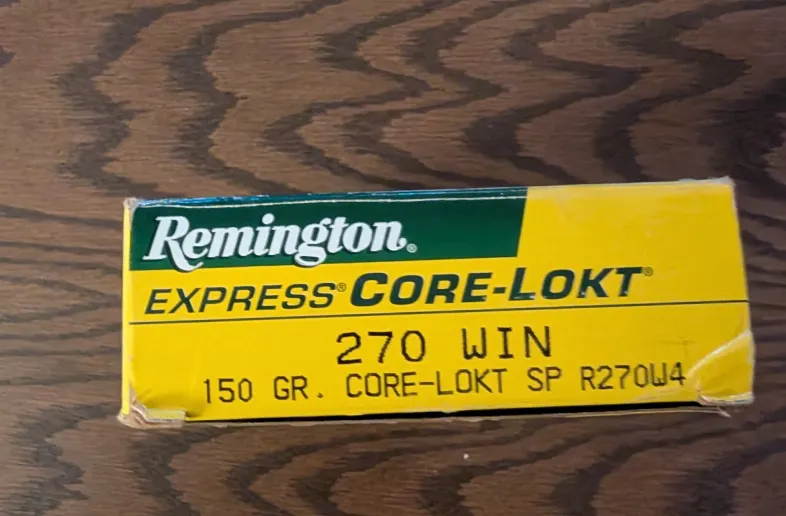 Remington®
EXPRESS® CORE-LOKT®
270 WIN
150 GR. CORE-LOKT SP R270W4